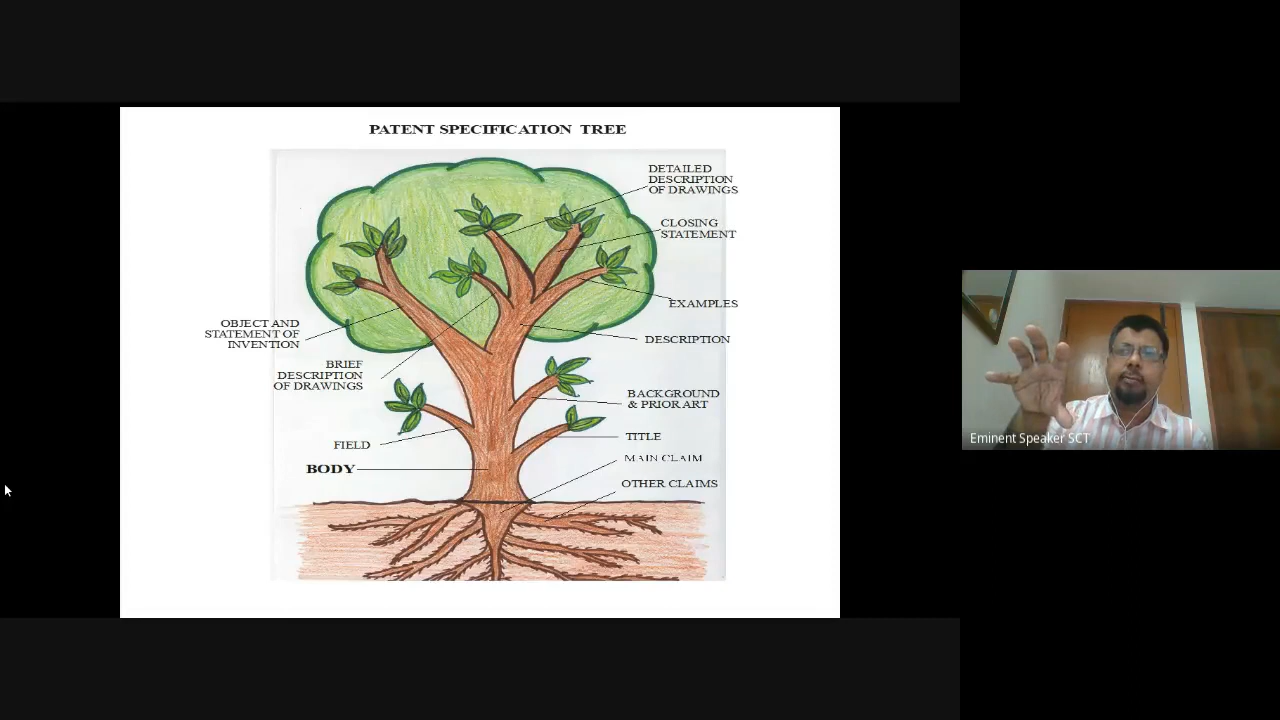 PATENT SPECIFICATION TREE
DETAILED
DESCRIPTION
OF DRAWINGS
CLOSING
STATEMENT
EXAMPLES
OBJECT AND
STATEMENT OF
INVENTION
DESCRIPTION
BRIEF
DESCRIPTION
OF DRAWINGS
BACKGROUND
& PRIOR ART
FIELD
TITLE
BODY
MAIN CLAIM
OTHER CLAIMS
Eminent Speaker SCT